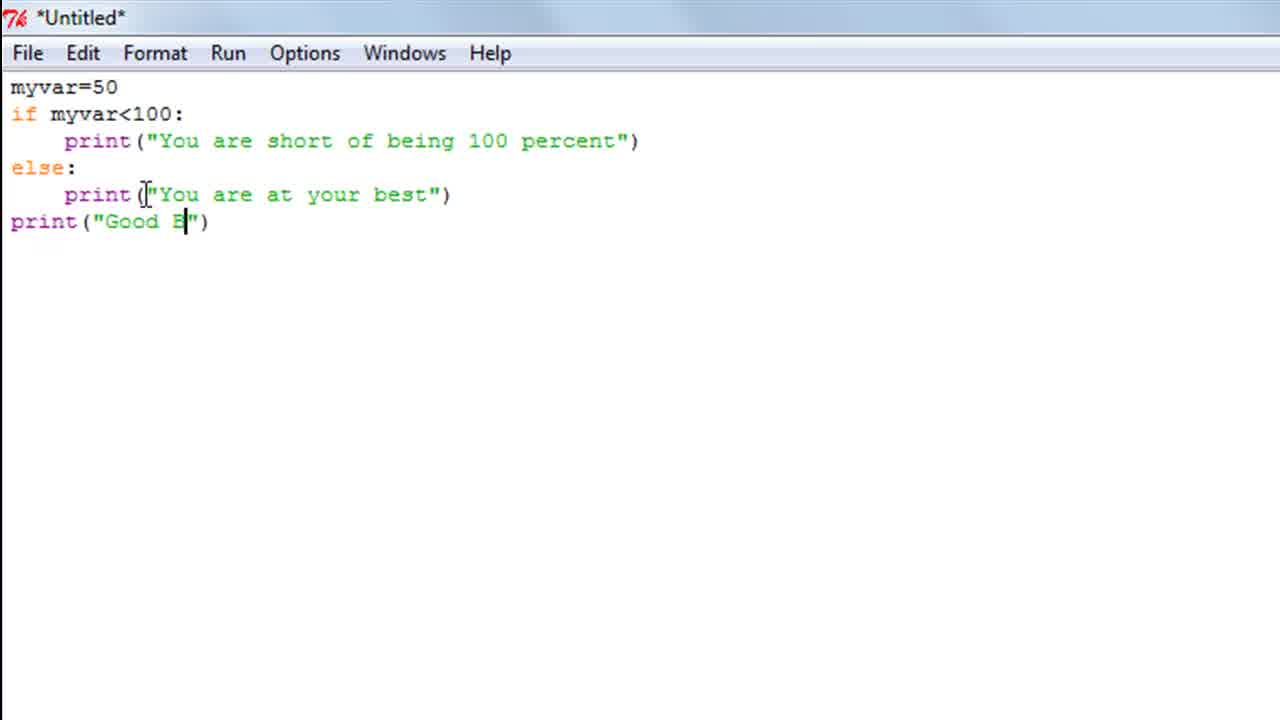 *Untitled*
File Edit Format Run Options Windows Help
myvar=50
if myvar<100:
    print("You are short of being 100 percent")
else:
    print("You are at your best")
print("Good B")